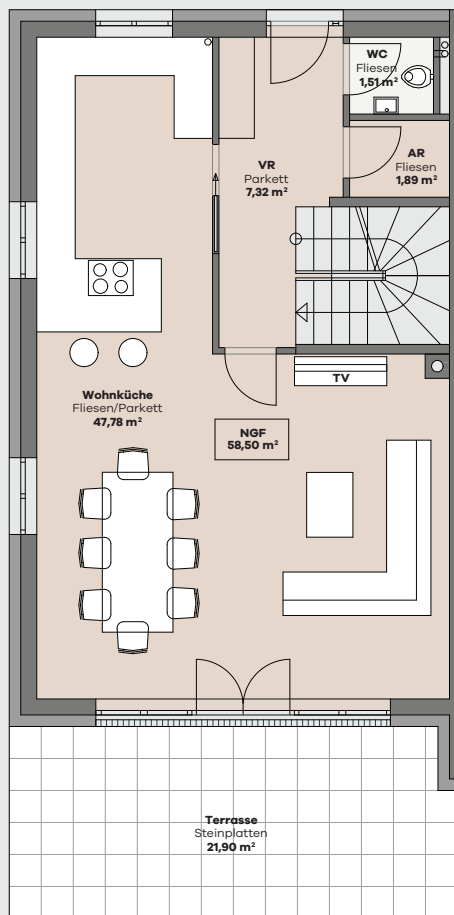 WC
Fliesen
1,51 m²
AR
Fliesen
1,89 m²
VR
Parkett
7,32 m²
TV
Wohnküche
Fliesen/Parkett
47,78 m²
NGF
58,50 m²
Terrasse
Steinplatten
21,90 m²